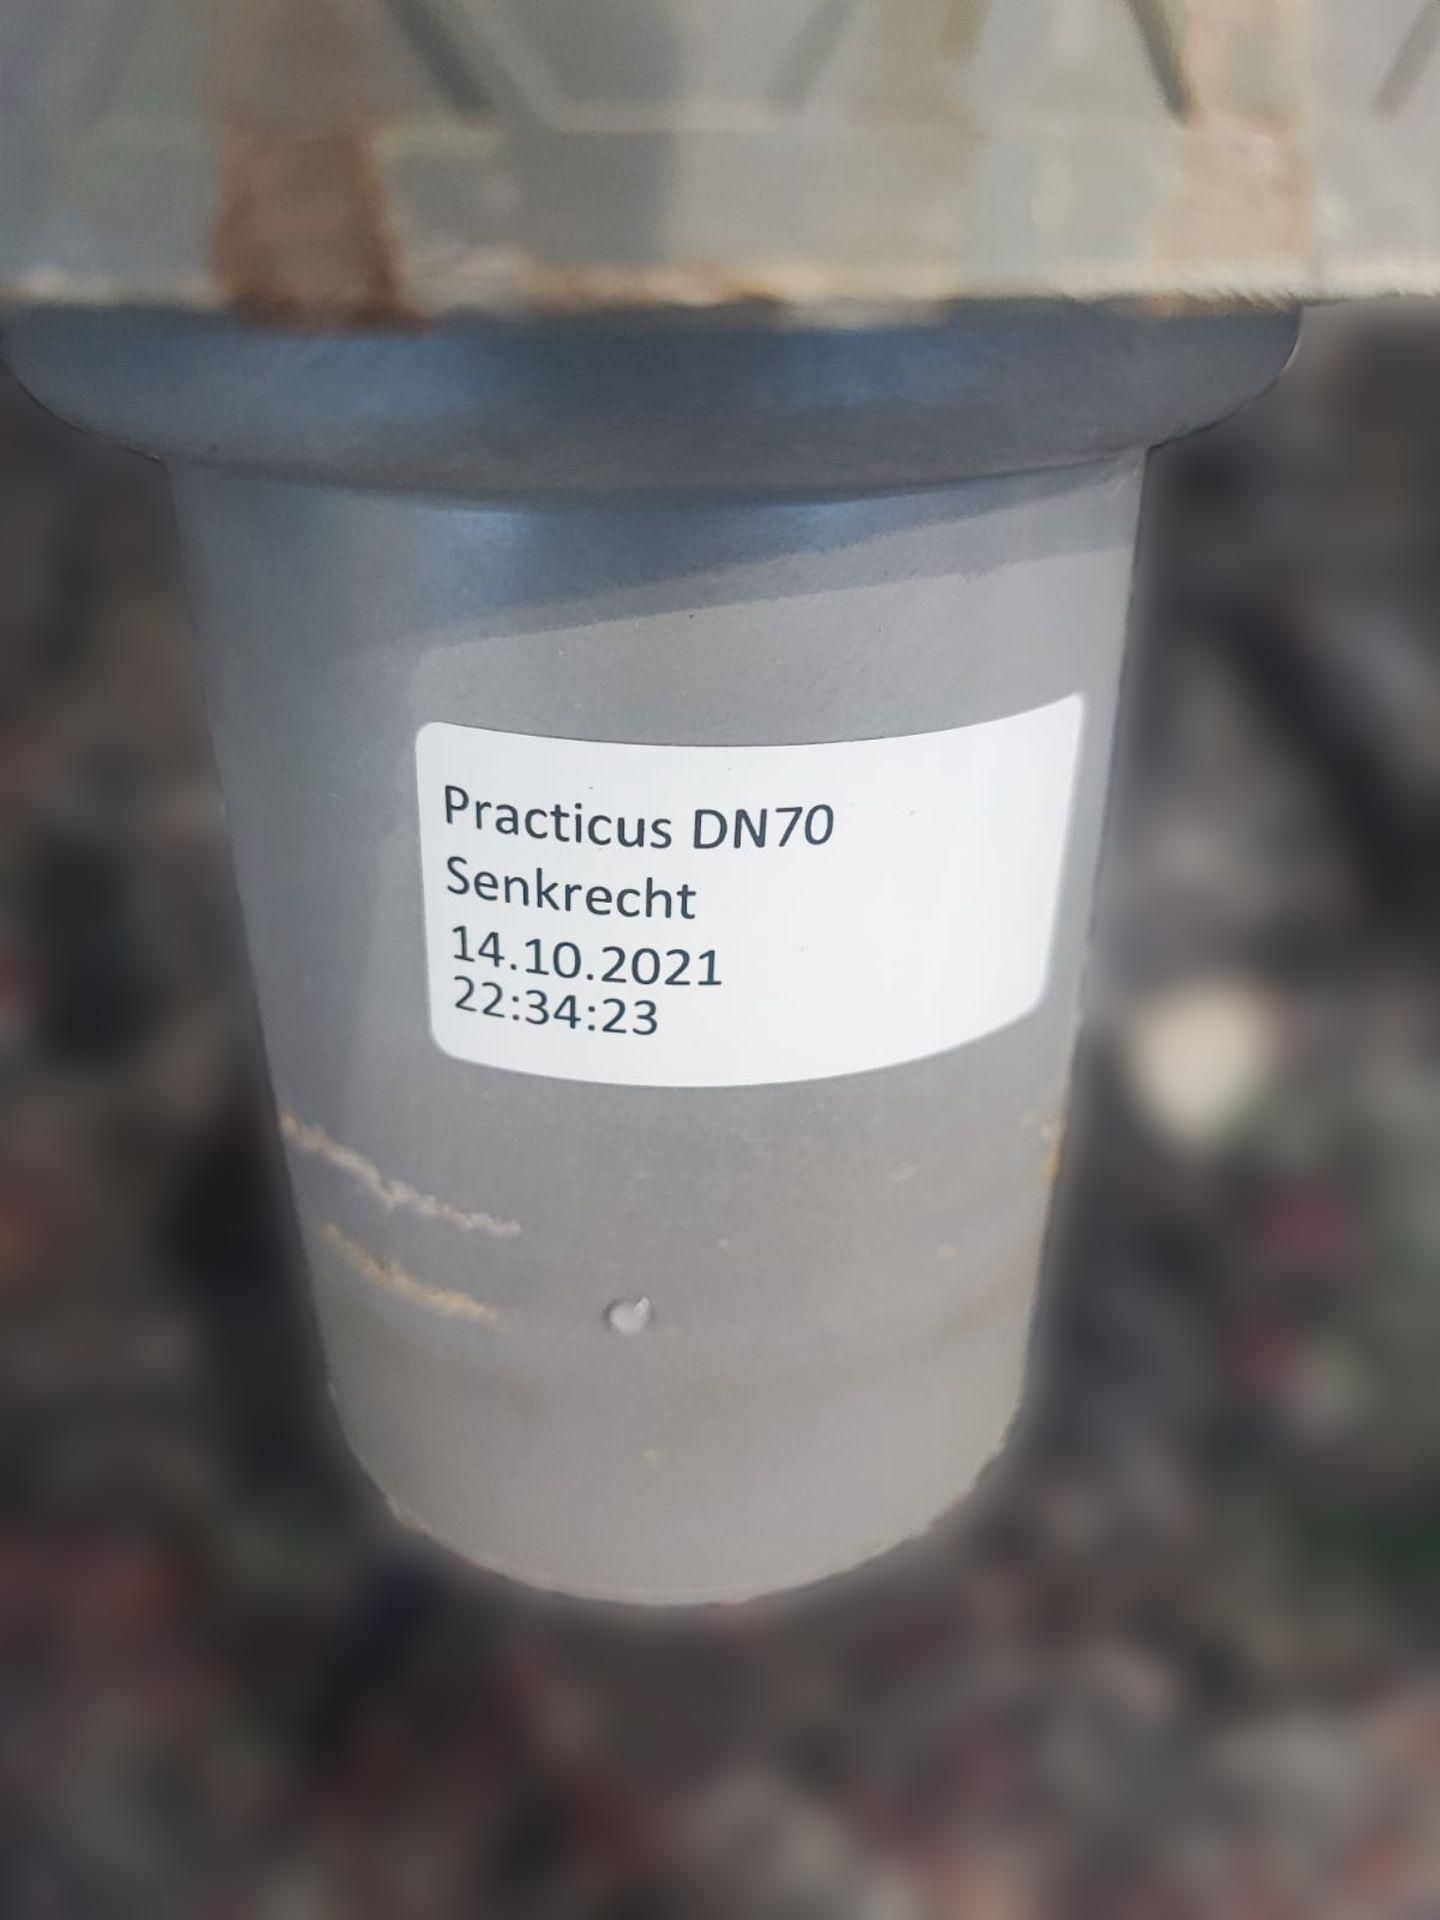 Practicus DN70
Senkrecht
14.10.2021
22:34:23